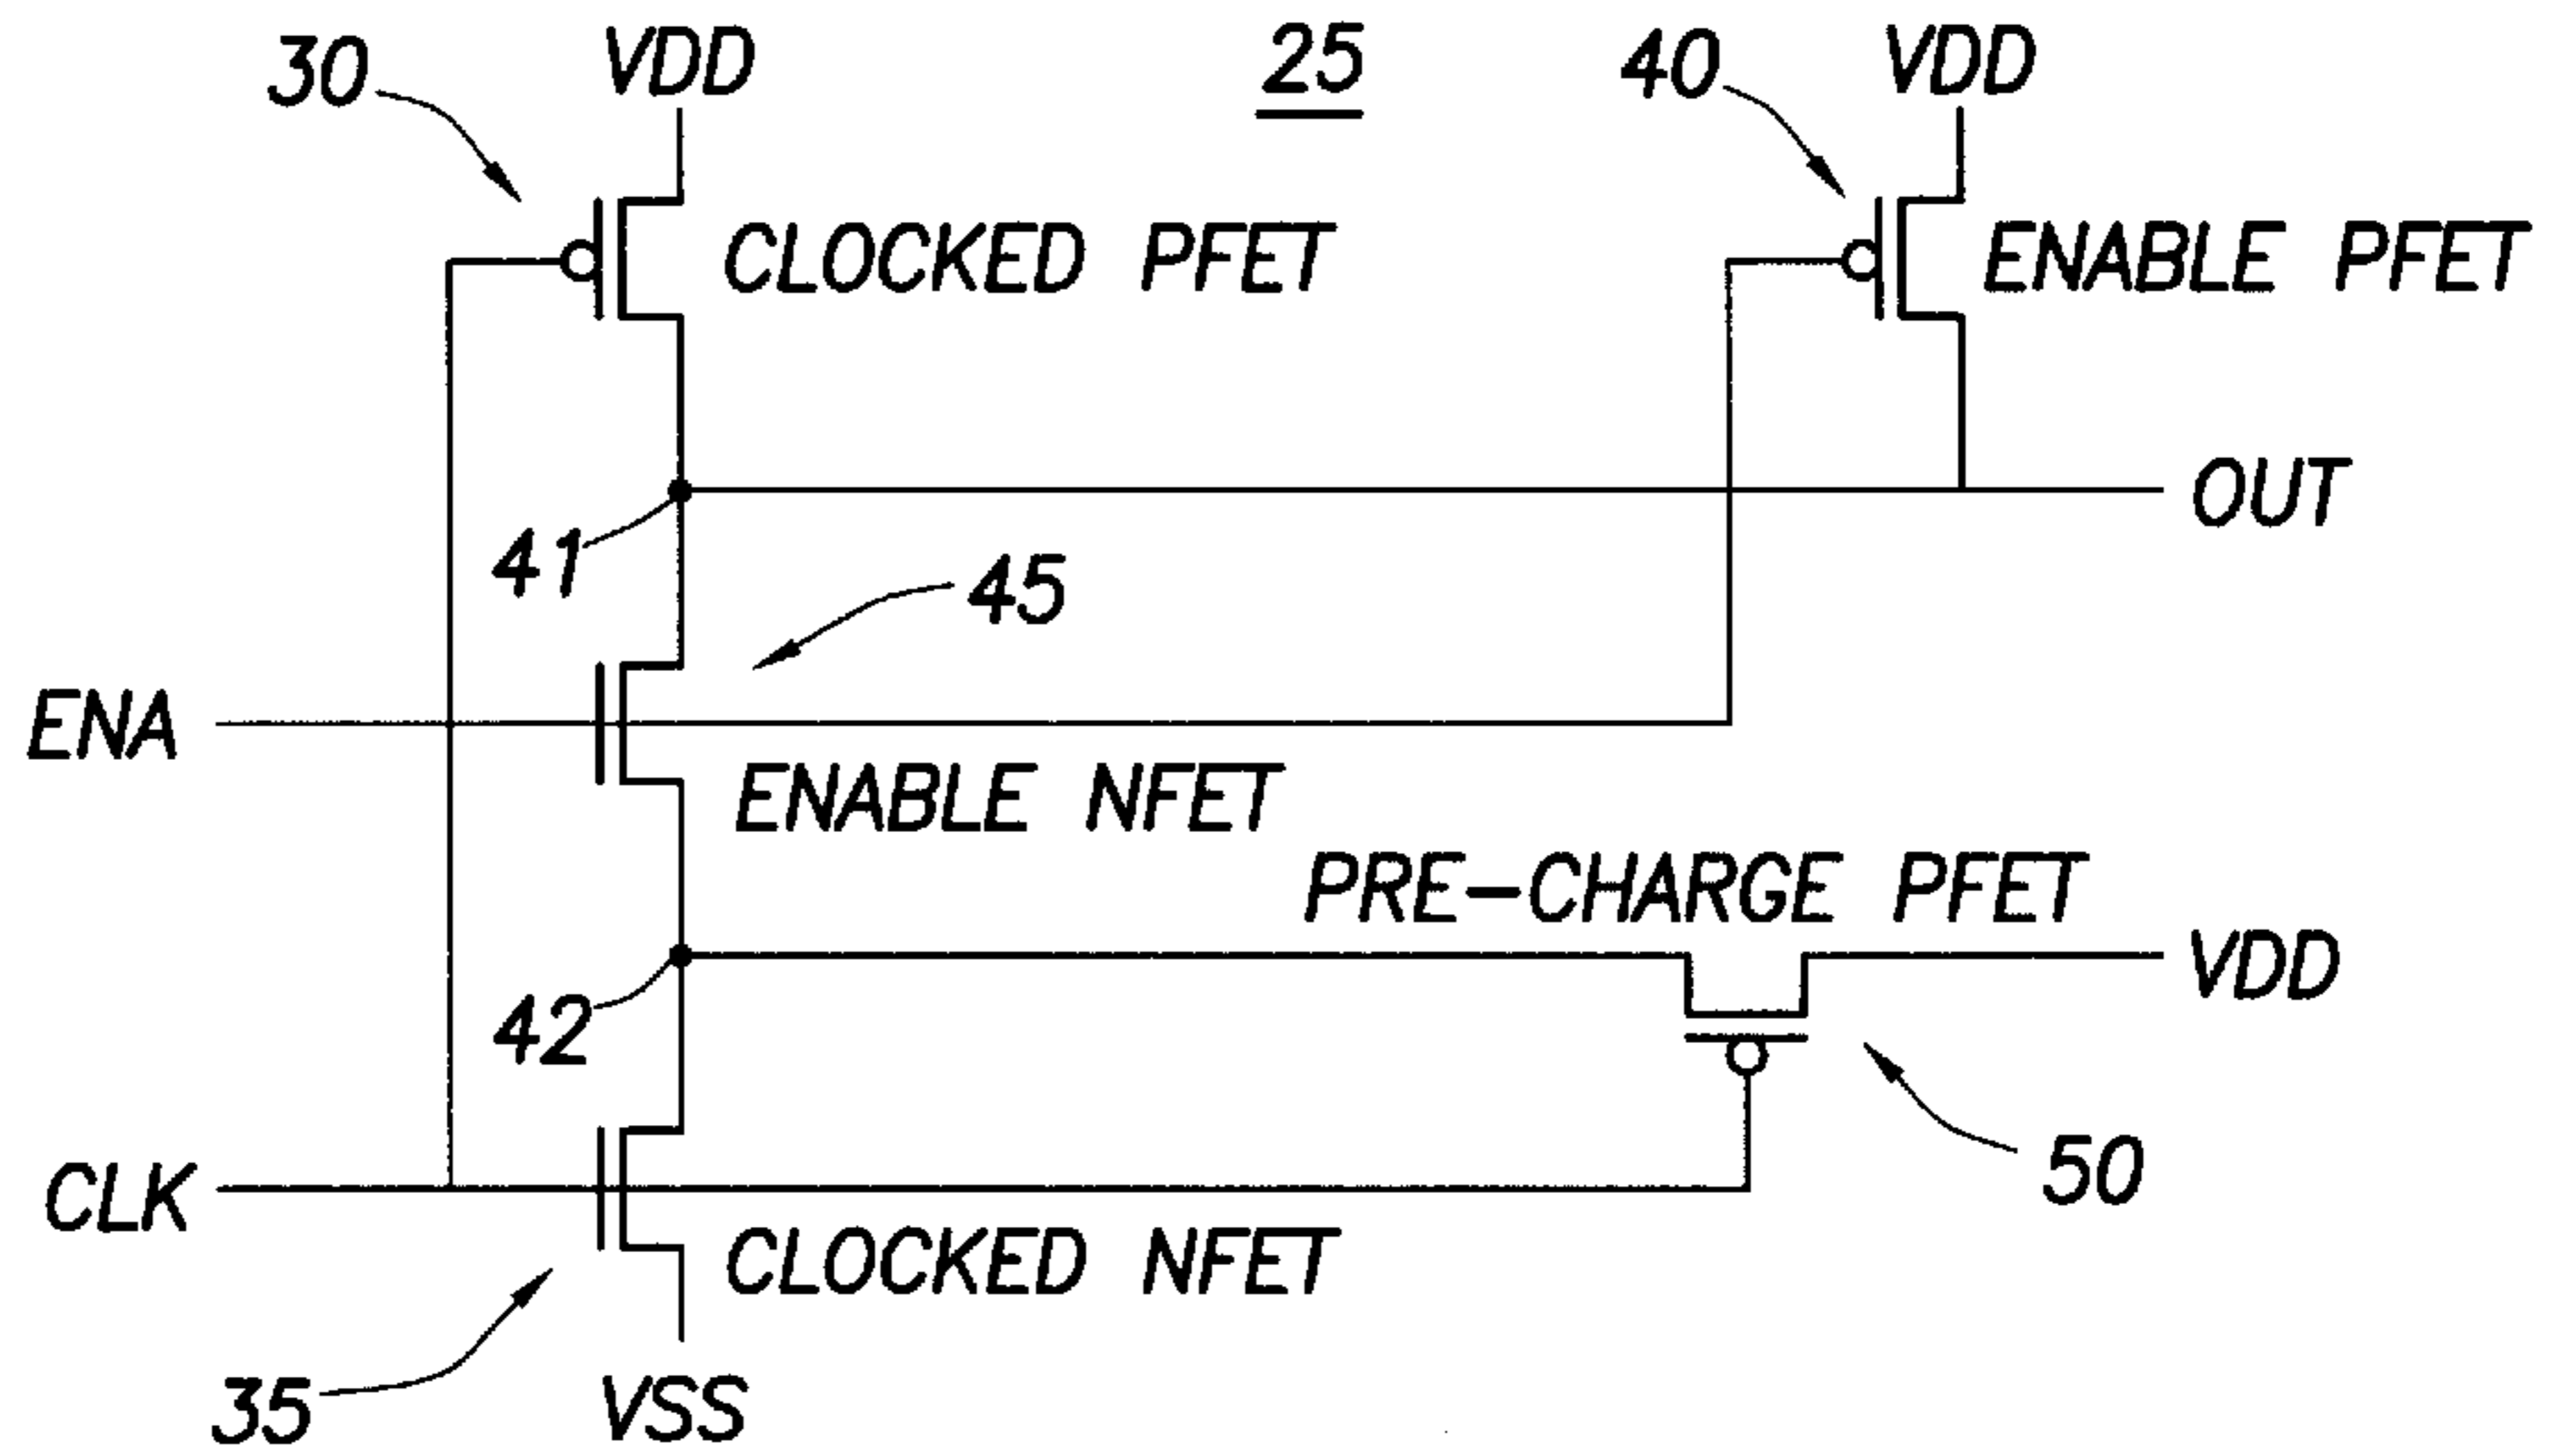 30
VDD
25
40
VDD
CLOCKED PFET
ENABLE PFET
OUT
41
45
ENA
ENABLE NFET
PRE-CHARGE PFET
VDD
42
CLK
50
CLOCKED NFET
35
VSS